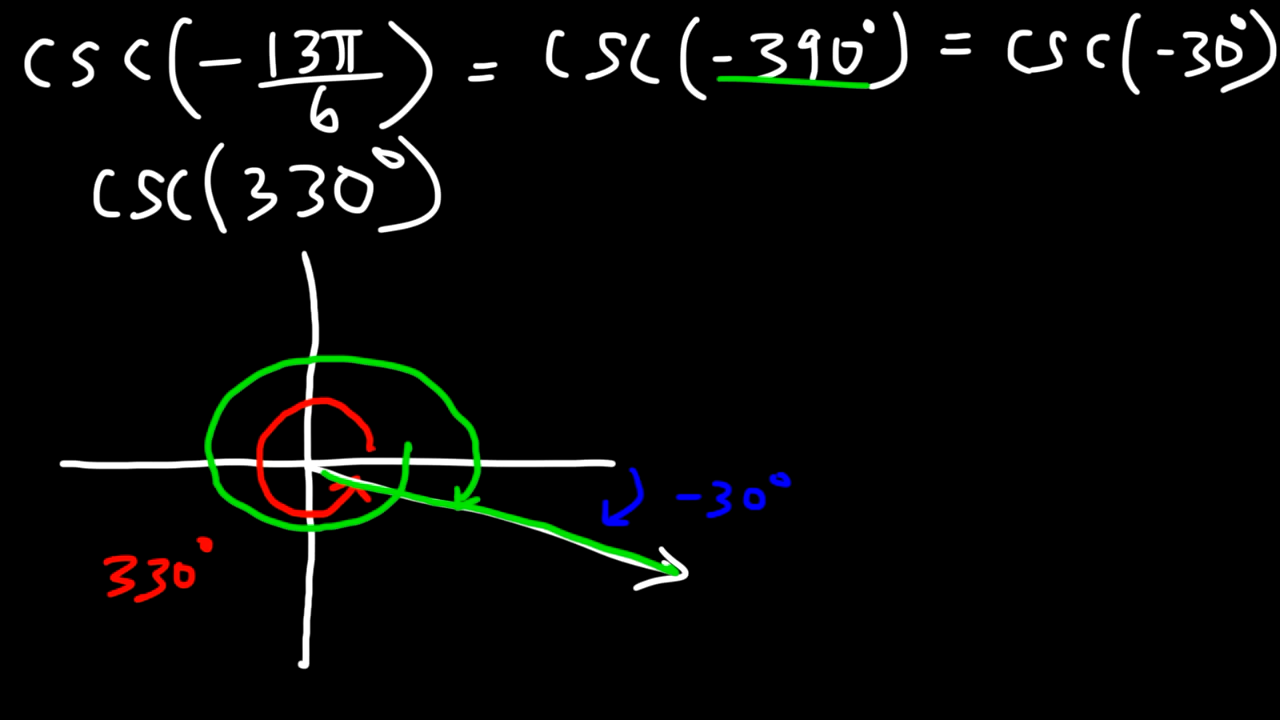 csc(-13π/6) = csc(-390°) = csc(-30°)
csc(330°)
-30°
330°